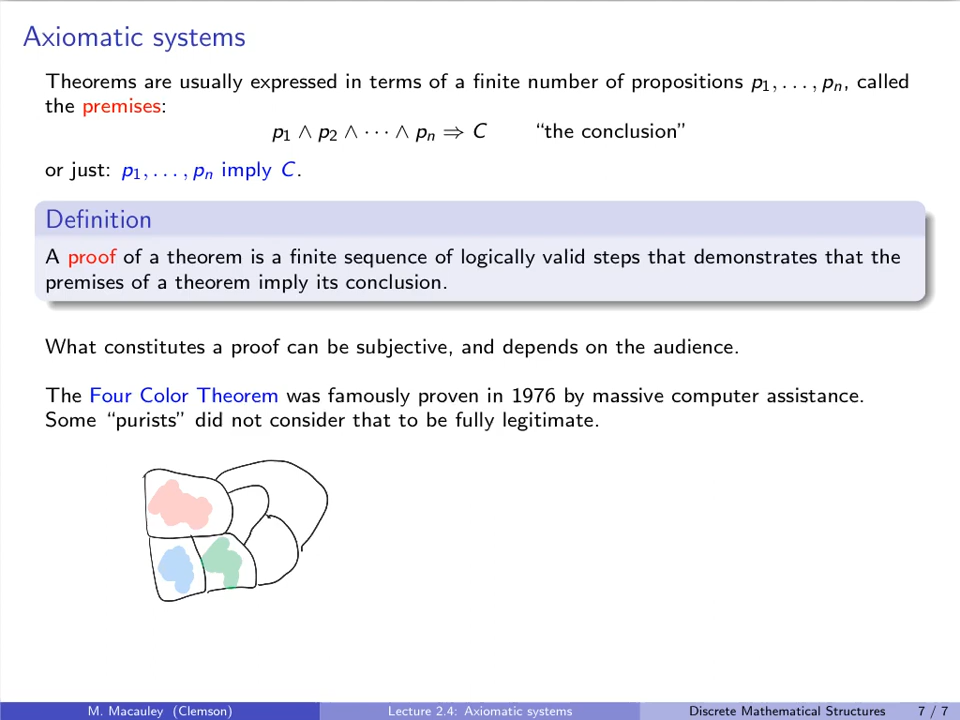 Axiomatic systems
Theorems are usually expressed in terms of a finite number of propositions p₁, . . . , pₙ, called
the premises:
p₁ ∧ p₂ ∧ · · · ∧ pₙ ⇒ C “the conclusion”
or just: p₁, . . . , pₙ imply C.
Definition
A proof of a theorem is a finite sequence of logically valid steps that demonstrates that the
premises of a theorem imply its conclusion.
What constitutes a proof can be subjective, and depends on the audience.
The Four Color Theorem was famously proven in 1976 by massive computer assistance.
Some “purists” did not consider that to be fully legitimate.
M. Macauley (Clemson) Lecture 2.4: Axiomatic systems Discrete Mathematical Structures 7 / 7